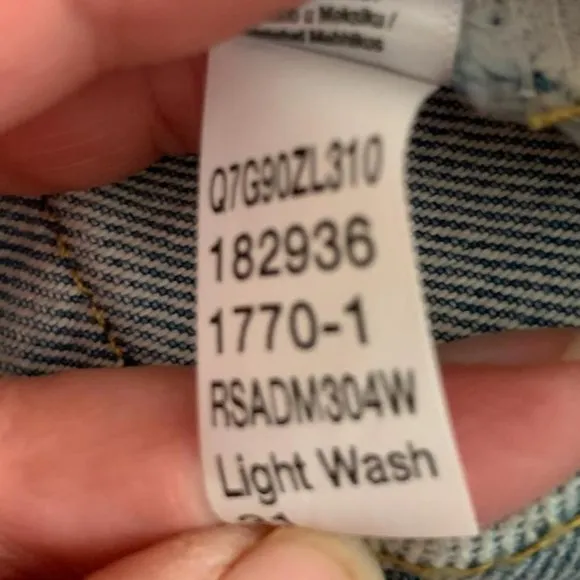 Q7G90ZL310
182936
1770-1
RSADM304W
Light Wash